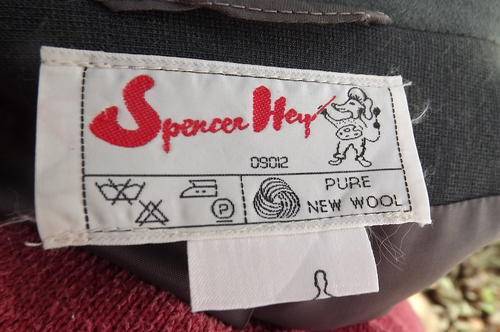 Spencer Hey
09012
P
PURE
NEW WOOL